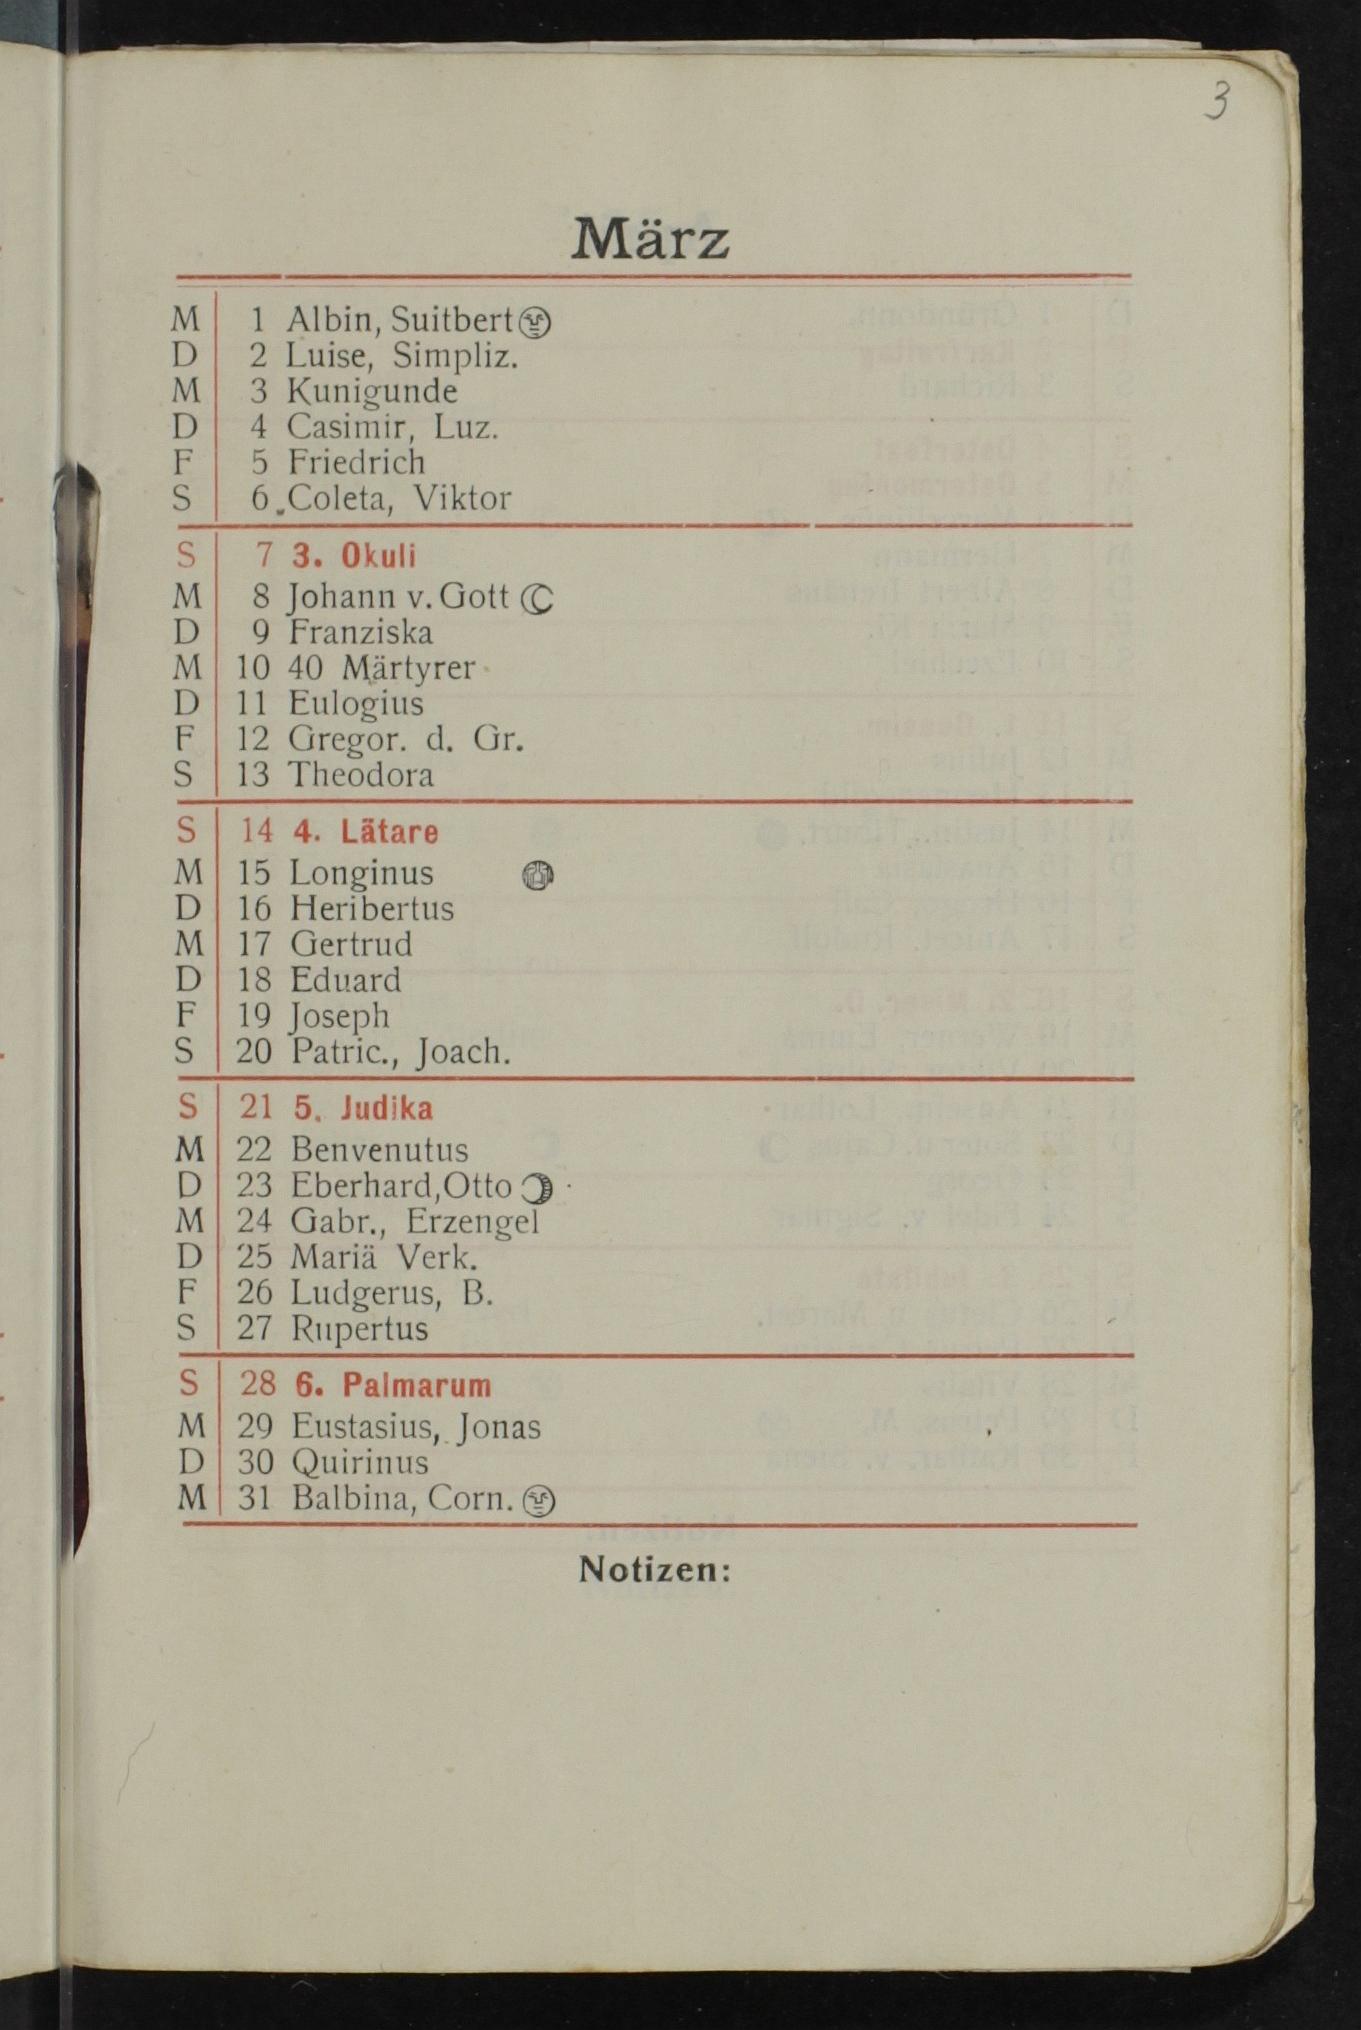 3
März
M 1 Albin, Suitbert
D 2 Luise, Simpliz.
M 3 Kunigunde
D 4 Casimir, Luz.
F 5 Friedrich
S 6 Coleta, Viktor
S 7 3. Okuli
M 8 Johann v. Gott
D 9 Franziska
M 10 40 Märtyrer
D 11 Eulogius
F 12 Gregor. d. Gr.
S 13 Theodora
S 14 4. Lätare
M 15 Longinus
D 16 Heribertus
M 17 Gertrud
D 18 Eduard
F 19 Joseph
S 20 Patric., Joach.
S 21 5. Judika
M 22 Benvenutus
D 23 Eberhard, Otto
M 24 Gabr., Erzengel
D 25 Mariä Verk.
F 26 Ludgerus, B.
S 27 Rupertus
S 28 6. Palmarum
M 29 Eustasius, Jonas
D 30 Quirinus
M 31 Balbina, Corn.
Notizen: